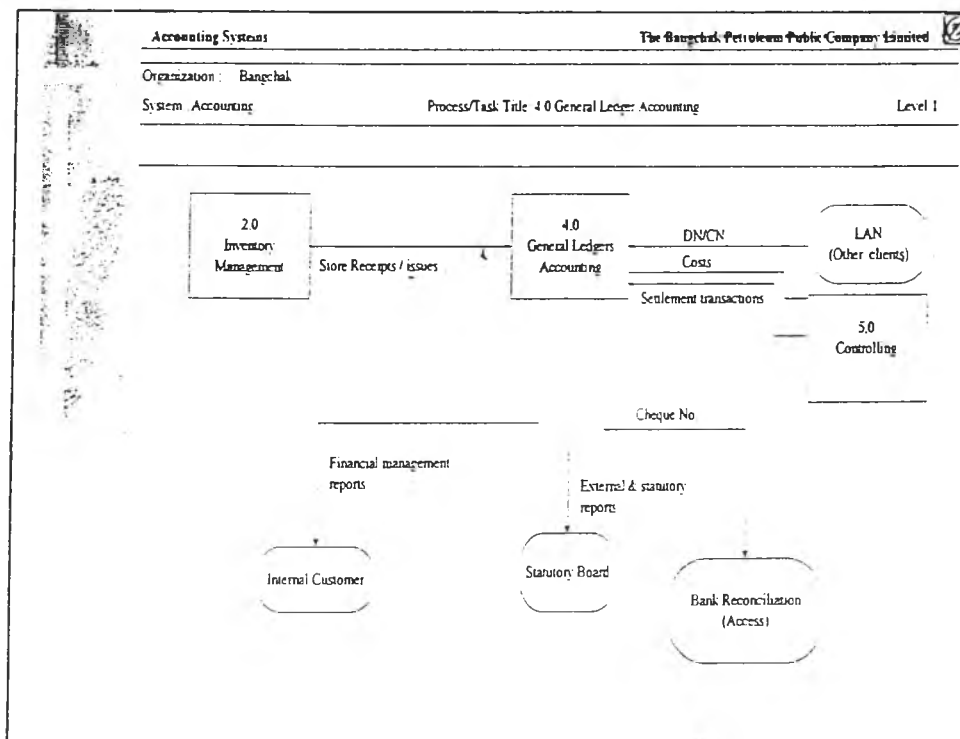 Accounting Systems
The Bangchak Petroleum Public Company Limited
Organization : Bangchak
System : Accounting
Process/Task Title 4.0 General Ledger Accounting
Level 1
2.0
Inventory
Management
Store Receipts / issues
4.0
General Ledgers
Accounting
DN/CN
Costs
Settlement transactions
LAN
(Other clients)
5.0
Controlling
Cheque No
Financial management
reports
External & statutory
reports
Internal Customer
Statutory Board
Bank Reconciliation
(Access)